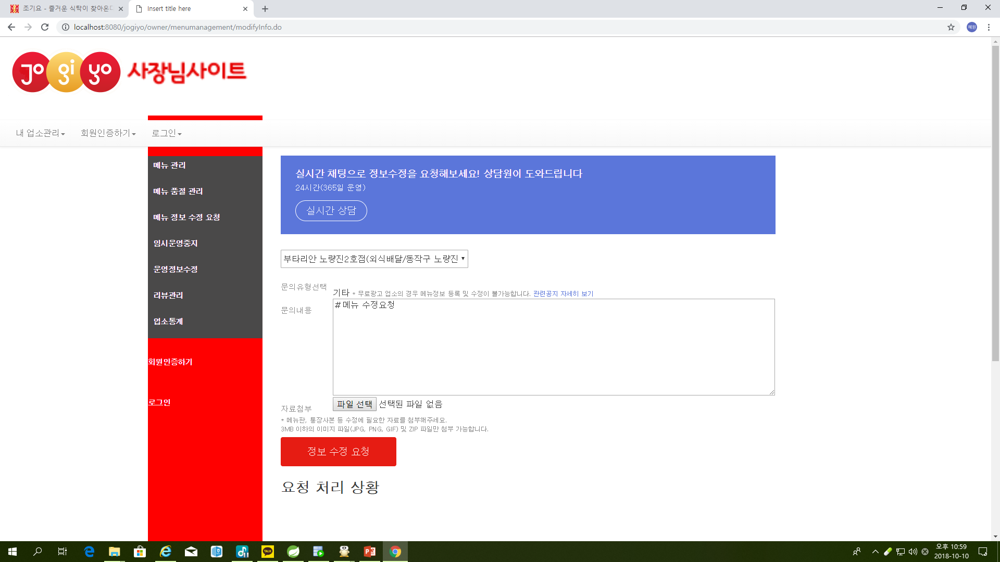 조기요 - 즐거운 식탁이 찾아온다
Insert title here
localhost:8080/jogiyo/owner/menumanagement/modifyInfo.do
혜원
Jo gi yo 사장님사이트
내 업소관리
회원인증하기
로그인
메뉴 관리
메뉴 품절 관리
메뉴 정보 수정 요청
임시운영중지
운영정보수정
리뷰관리
업소통계
회원인증하기
로그인
실시간 채팅으로 정보수정을 요청해보세요! 상담원이 도와드립니다
24시간(365일 운영)
실시간 상담
부타리안 노량진2호점(외식배달/동작구 노량진
문의유형선택
기타 * 무료광고 업소의 경우 메뉴정보 등록 및 수정이 불가능합니다. 관련공지 자세히 보기
문의내용
#메뉴 수정요청
자료첨부
파일 선택 선택된 파일 없음
* 메뉴판, 통장사본 등 수정에 필요한 자료를 첨부해주세요.
3MB 이하의 이미지 파일(JPG, PNG, GIF) 및 ZIP 파일만 첨부 가능합니다.
정보 수정 요청
요청 처리 상황
TALK
오후 10:59
2018-10-10